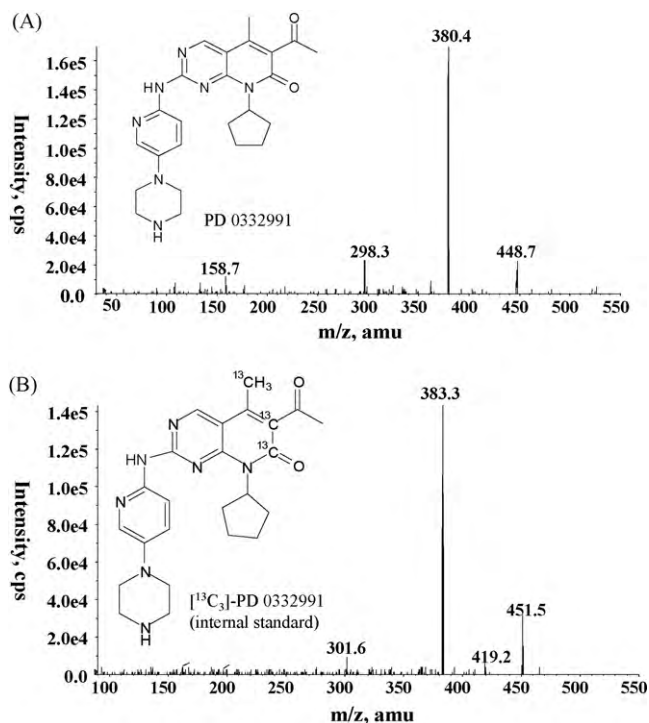 (A)
O
N
N
O
HN
N
N
N
N
N
H
PD 0332991
Intensity, cps
1.6e5
1.4e5
1.2e5
1.0e5
8.0e4
6.0e4
4.0e4
2.0e4
0.0
380.4
298.3
448.7
158.7
50 100 150 200 250 300 350 400 450 500 550
m/z, amu
(B)
¹³CH₃
O
N
¹³C
¹³C
O
HN
N
N
N
N
N
H
[¹³C₃]-PD 0332991
(internal standard)
Intensity, cps
1.4e5
1.2e5
1.0e5
8.0e4
6.0e4
4.0e4
2.0e4
0.0
383.3
301.6
419.2
451.5
100 150 200 250 300 350 400 450 500 550
m/z, amu